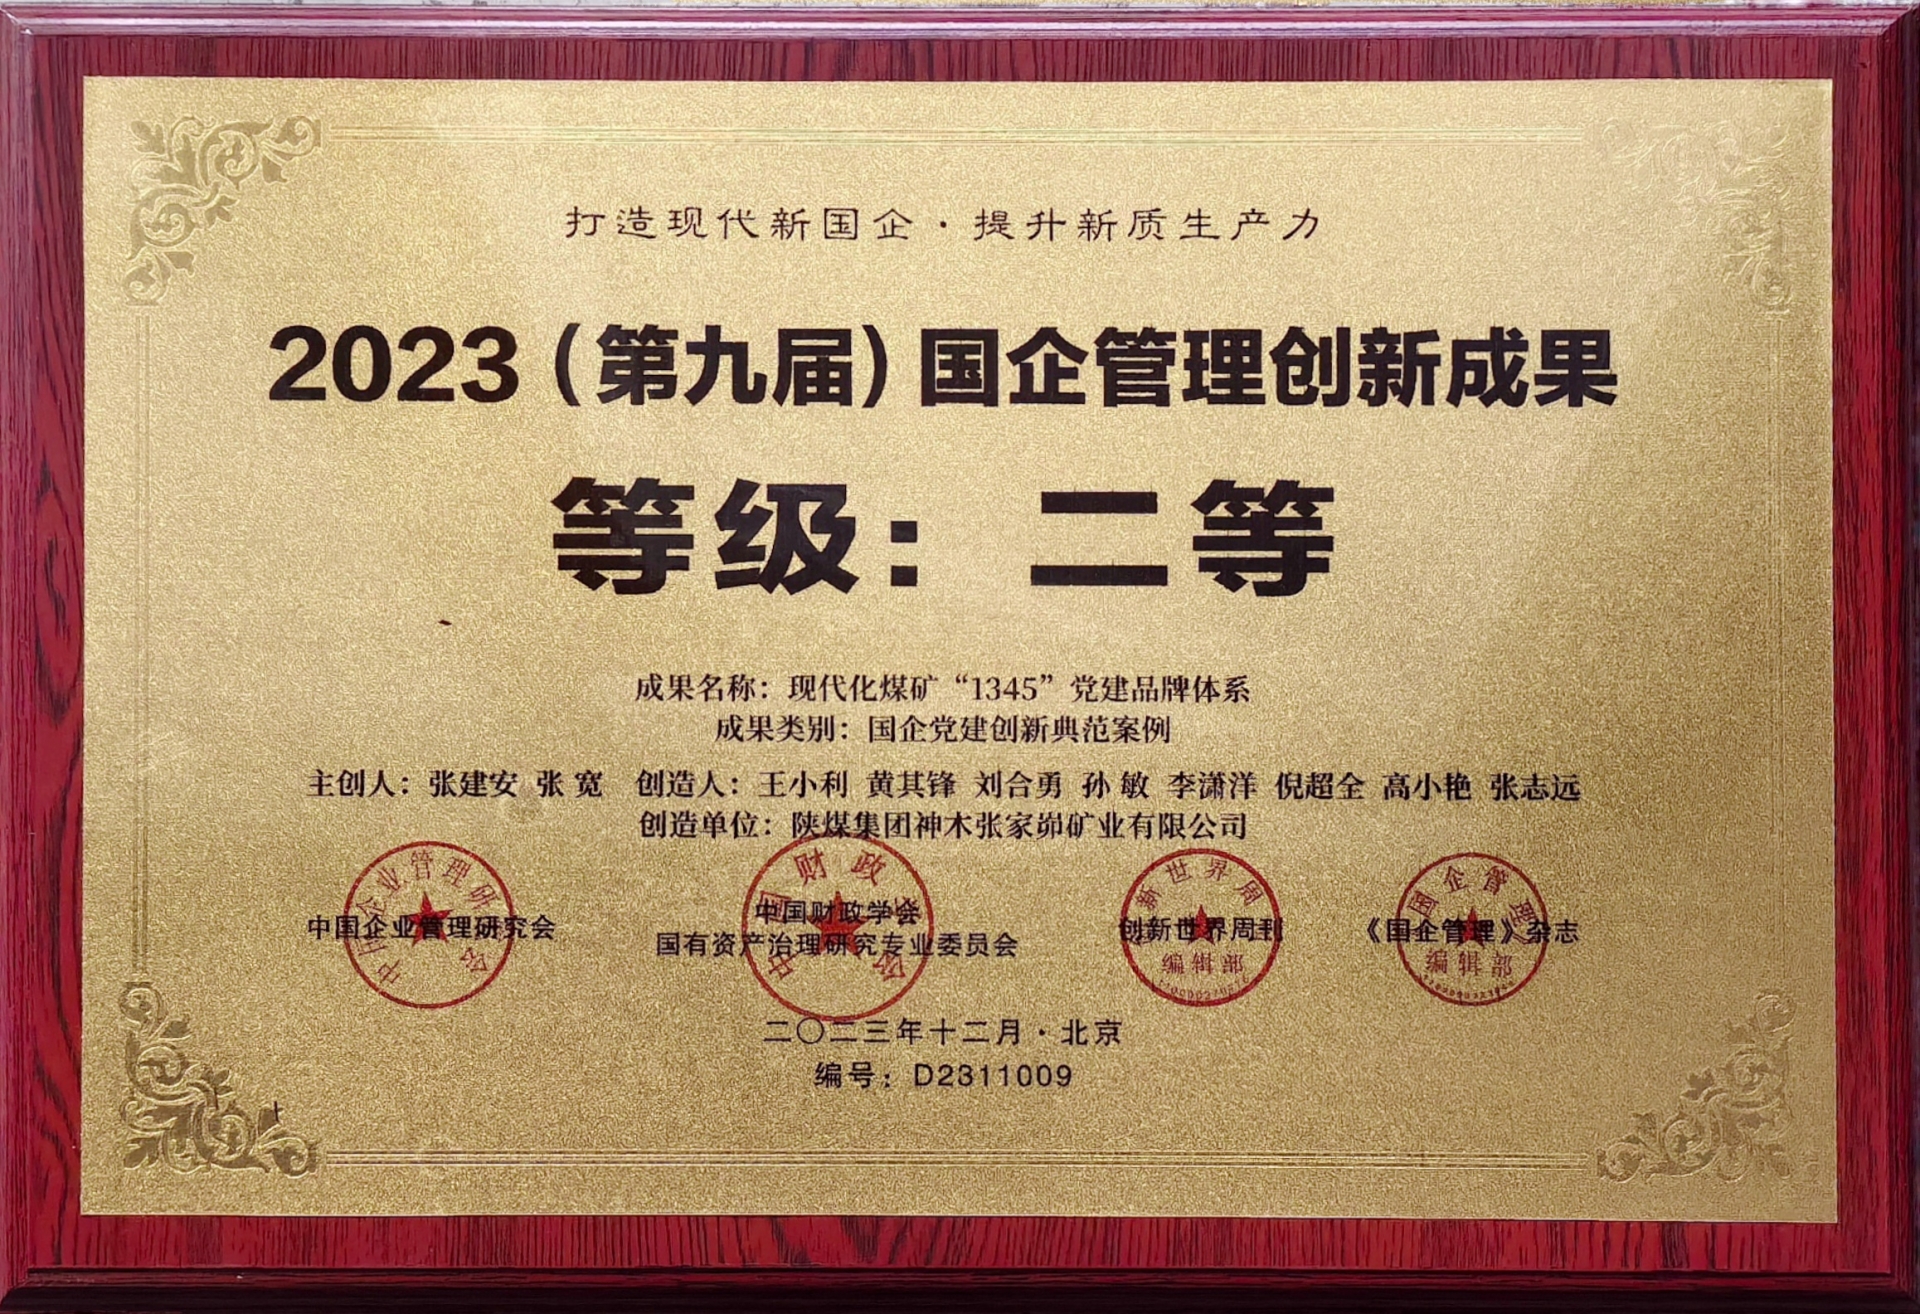 打造现代新国企·提升新质生产力
2023（第九届）国企管理创新成果
等级：二等
成果名称：现代化煤矿“1345”党建品牌体系
成果类别：国企党建创新典范案例
主创人：张建安 张 宽 创造人：王小利 黄其锋 刘合勇 孙 敏 李潇洋 倪超全 高小艳 张志远
创造单位：陕煤集团神木张家峁矿业有限公司
中国企业管理研究会
中国财政学会
国有资产治理研究专业委员会
创新世界周刊
《国企管理》杂志
编辑部
编辑部
二〇二三年十二月·北京
编号：D2311009